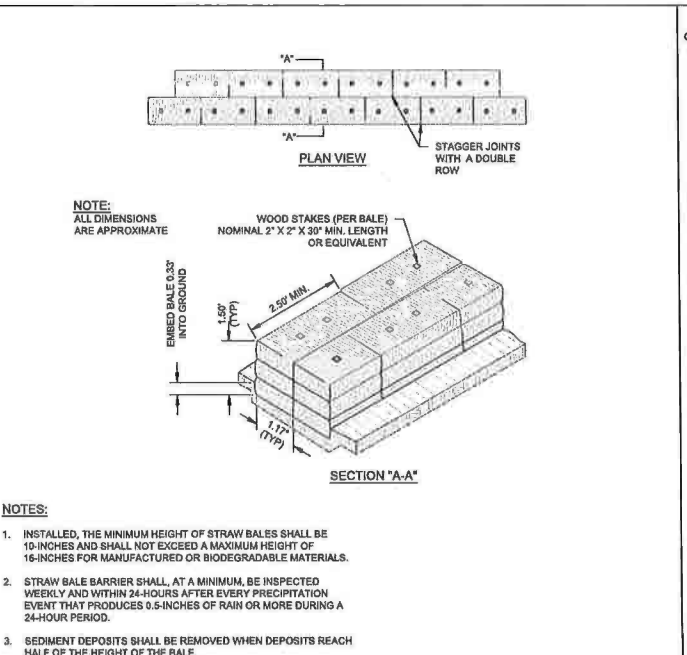 "A"
"A"
PLAN VIEW
STAGGER JOINTS
WITH A DOUBLE
ROW
NOTE:
ALL DIMENSIONS
ARE APPROXIMATE
WOOD STAKES (PER BALE)
NOMINAL 2" X 2" X 30" MIN. LENGTH
OR EQUIVALENT
EMBED BALE 0.33'
INTO GROUND
1.50'
(TYP)
2.50' MIN.
1.17'
(TYP)
SECTION "A-A"
NOTES:
1. INSTALLED, THE MINIMUM HEIGHT OF STRAW BALES SHALL BE
10-INCHES AND SHALL NOT EXCEED A MAXIMUM HEIGHT OF
16-INCHES FOR MANUFACTURED OR BIODEGRADABLE MATERIALS.
2. STRAW BALE BARRIER SHALL, AT A MINIMUM, BE INSPECTED
WEEKLY AND WITHIN 24-HOURS AFTER EVERY PRECIPITATION
EVENT THAT PRODUCES 0.5-INCHES OF RAIN OR MORE DURING A
24-HOUR PERIOD.
3. SEDIMENT DEPOSITS SHALL BE REMOVED WHEN DEPOSITS REACH
HALF OF THE HEIGHT OF THE BALE.